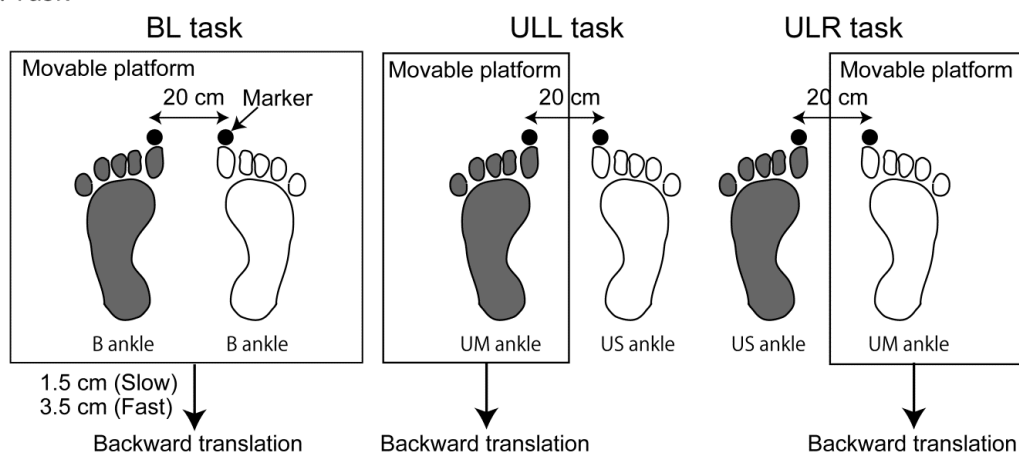 BL task
ULL task
ULR task
Movable platform
Movable platform
Movable platform
20 cm
Marker
20 cm
20 cm
B ankle
B ankle
UM ankle
US ankle
US ankle
UM ankle
1.5 cm (Slow)
3.5 cm (Fast)
Backward translation
Backward translation
Backward translation